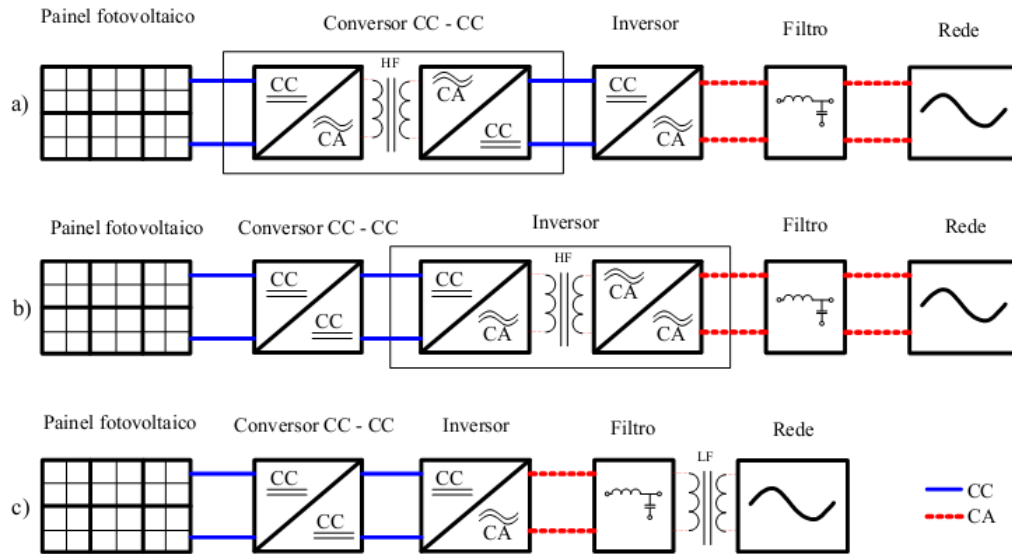 Painel fotovoltaico Conversor CC - CC Inversor Filtro Rede
a) CC CA HF CA CC CC CA
Painel fotovoltaico Conversor CC - CC Inversor Filtro Rede
b) CC CC CC CA HF CA CA
Painel fotovoltaico Conversor CC - CC Inversor Filtro Rede
c) CC CC CC CA LF
CC
CA